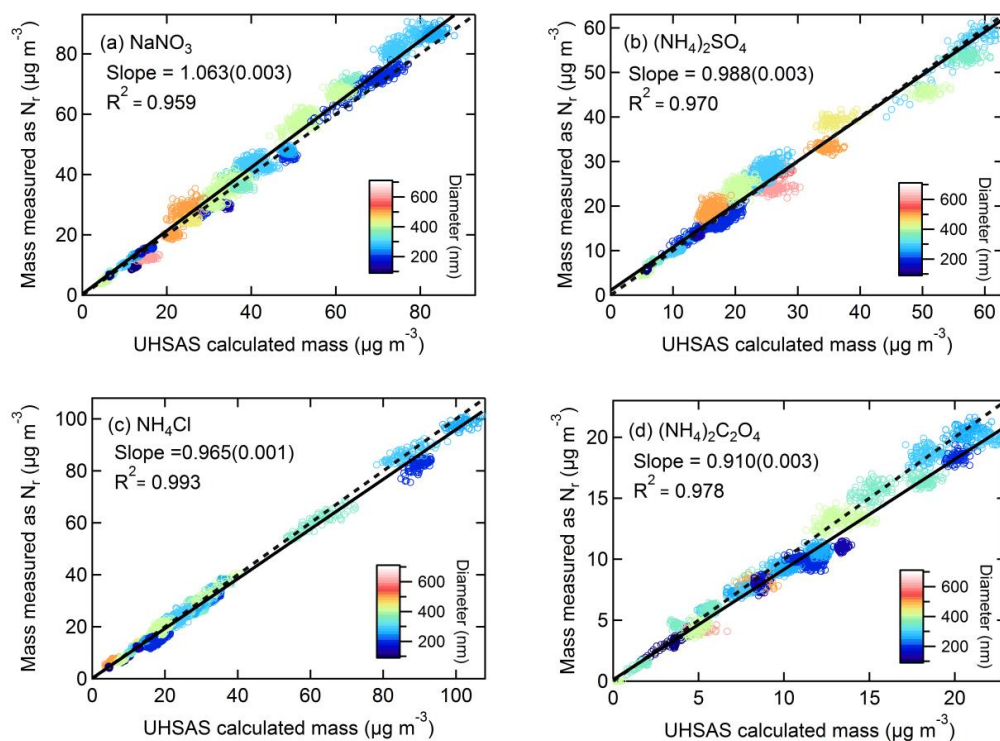 (a) NaNO₃
Slope = 1.063(0.003)
R² = 0.959
Mass measured as Nᵣ (µg m⁻³)
80
60
40
20
0
0 20 40 60 80
UHSAS calculated mass (µg m⁻³)
600
400
200
Diameter (nm)
(b) (NH₄)₂SO₄
Slope = 0.988(0.003)
R² = 0.970
Mass measured as Nᵣ (µg m⁻³)
60
50
40
30
20
10
0
0 10 20 30 40 50 60
UHSAS calculated mass (µg m⁻³)
600
400
200
Diameter (nm)
(c) NH₄Cl
Slope =0.965(0.001)
R² = 0.993
Mass measured as Nᵣ (µg m⁻³)
100
80
60
40
20
0
0 20 40 60 80 100
UHSAS calculated mass (µg m⁻³)
600
400
200
Diameter (nm)
(d) (NH₄)₂C₂O₄
Slope = 0.910(0.003)
R² = 0.978
Mass measured as Nᵣ (µg m⁻³)
20
15
10
5
0
0 5 10 15 20
UHSAS calculated mass (µg m⁻³)
600
400
200
Diameter (nm)